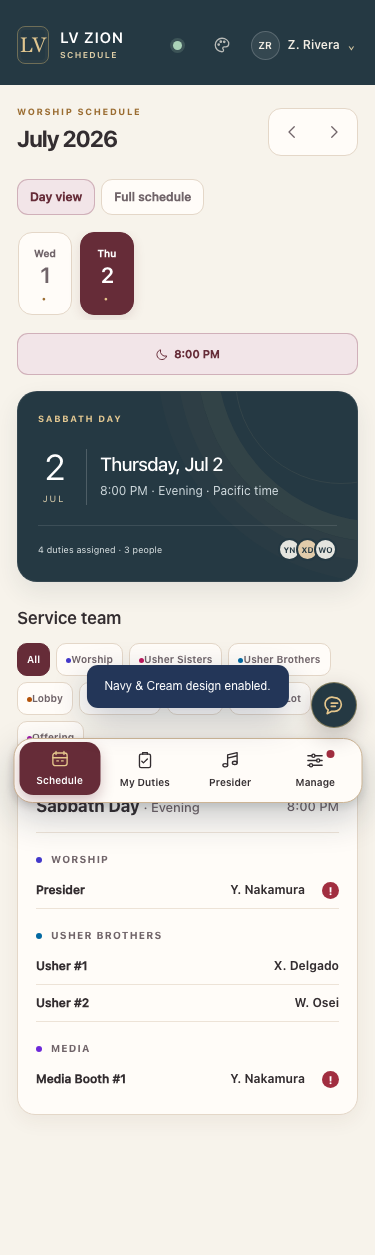 LV
LV ZION
SCHEDULE
ZR
Z. Rivera
WORSHIP SCHEDULE
July 2026
Day view
Full schedule
Wed
1
Thu
2
8:00 PM
SABBATH DAY
2
JUL
Thursday, Jul 2
8:00 PM · Evening · Pacific time
4 duties assigned · 3 people
YN
XD
WO
Service team
All
Worship
Usher Sisters
Usher Brothers
Lobby
Lot
Navy & Cream design enabled.
Offering
Schedule
My Duties
Presider
Manage
Sabbath Day · Evening
8:00 PM
WORSHIP
Presider
Y. Nakamura
!
USHER BROTHERS
Usher #1
X. Delgado
Usher #2
W. Osei
MEDIA
Media Booth #1
Y. Nakamura
!